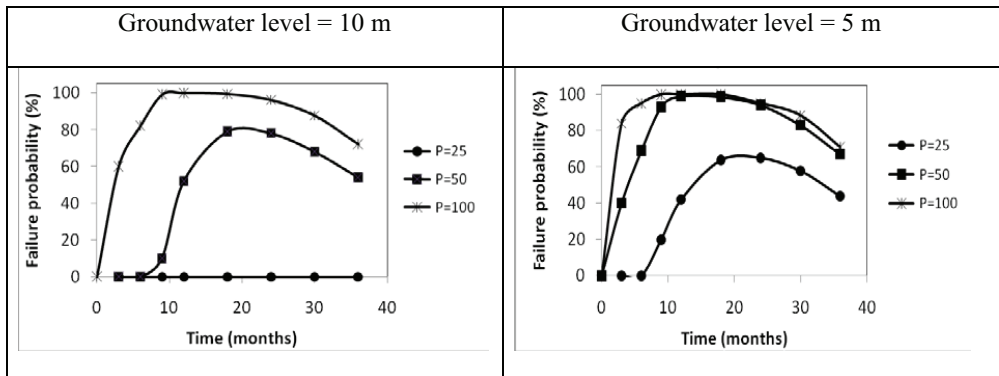 Groundwater level = 10 m
Groundwater level = 5 m
Failure probability (%)
100
80
60
40
20
0
0 10 20 30 40
Time (months)
P=25
P=50
P=100
Failure probability (%)
100
80
60
40
20
0
0 10 20 30 40
Time (months)
P=25
P=50
P=100